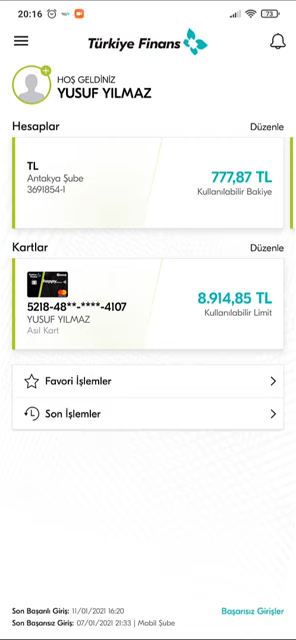 20:16
73
Türkiye Finans
HOŞ GELDİNİZ
YUSUF YILMAZ
Hesaplar
Düzenle
TL
Antakya Şube
3691854-1
777,87 TL
Kullanılabilir Bakiye
Kartlar
Düzenle
happy
5218-48**-****-4107
YUSUF YILMAZ
Asıl Kart
8.914,85 TL
Kullanılabilir Limit
Favori İşlemler
Son İşlemler
Son Başarılı Giriş: 11/01/2021 16:20
Başarısız Girişler
Son Başarısız Giriş: 07/01/2021 21:33 | Mobil Şube